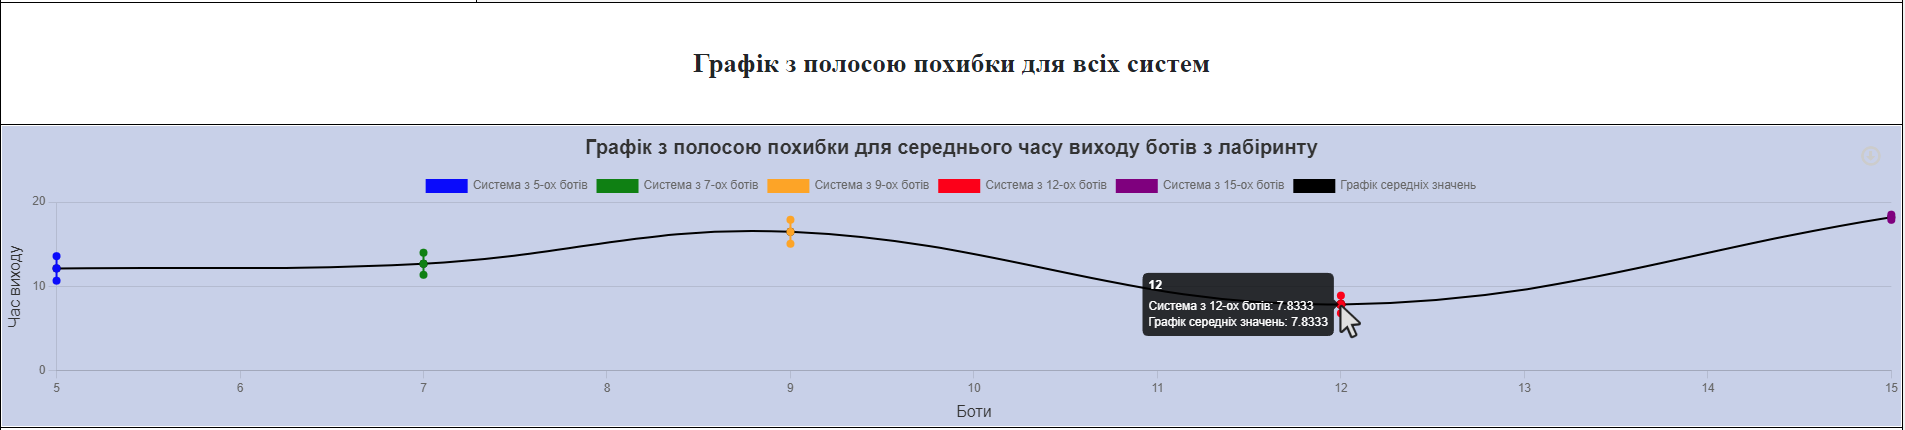 Графік з полосою похибки для всіх систем
Графік з полосою похибки для середнього часу виходу ботів з лабіринту
Система з 5-ох ботів Система з 7-ох ботів Система з 9-ох ботів Система з 12-ох ботів Система з 15-ох ботів Графік середніх значень
20
Час виходу
10
12
Система з 12-ох ботів: 7.8333
Графік середніх значень: 7.8333
0
5 6 7 8 9 10 11 12 13 14 15
Боти